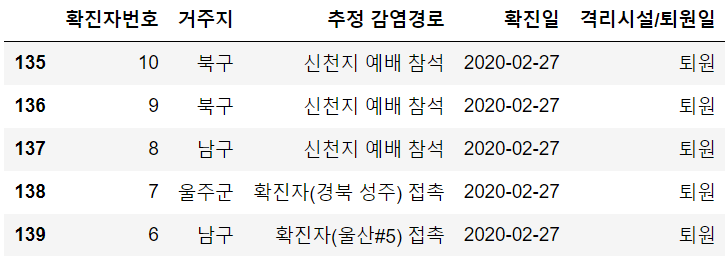 확진자번호 거주지 추정 감염경로 확진일 격리시설/퇴원일
135 10 북구 신천지 예배 참석 2020-02-27 퇴원
136 9 북구 신천지 예배 참석 2020-02-27 퇴원
137 8 남구 신천지 예배 참석 2020-02-27 퇴원
138 7 울주군 확진자(경북 성주) 접촉 2020-02-27 퇴원
139 6 남구 확진자(울산#5) 접촉 2020-02-27 퇴원